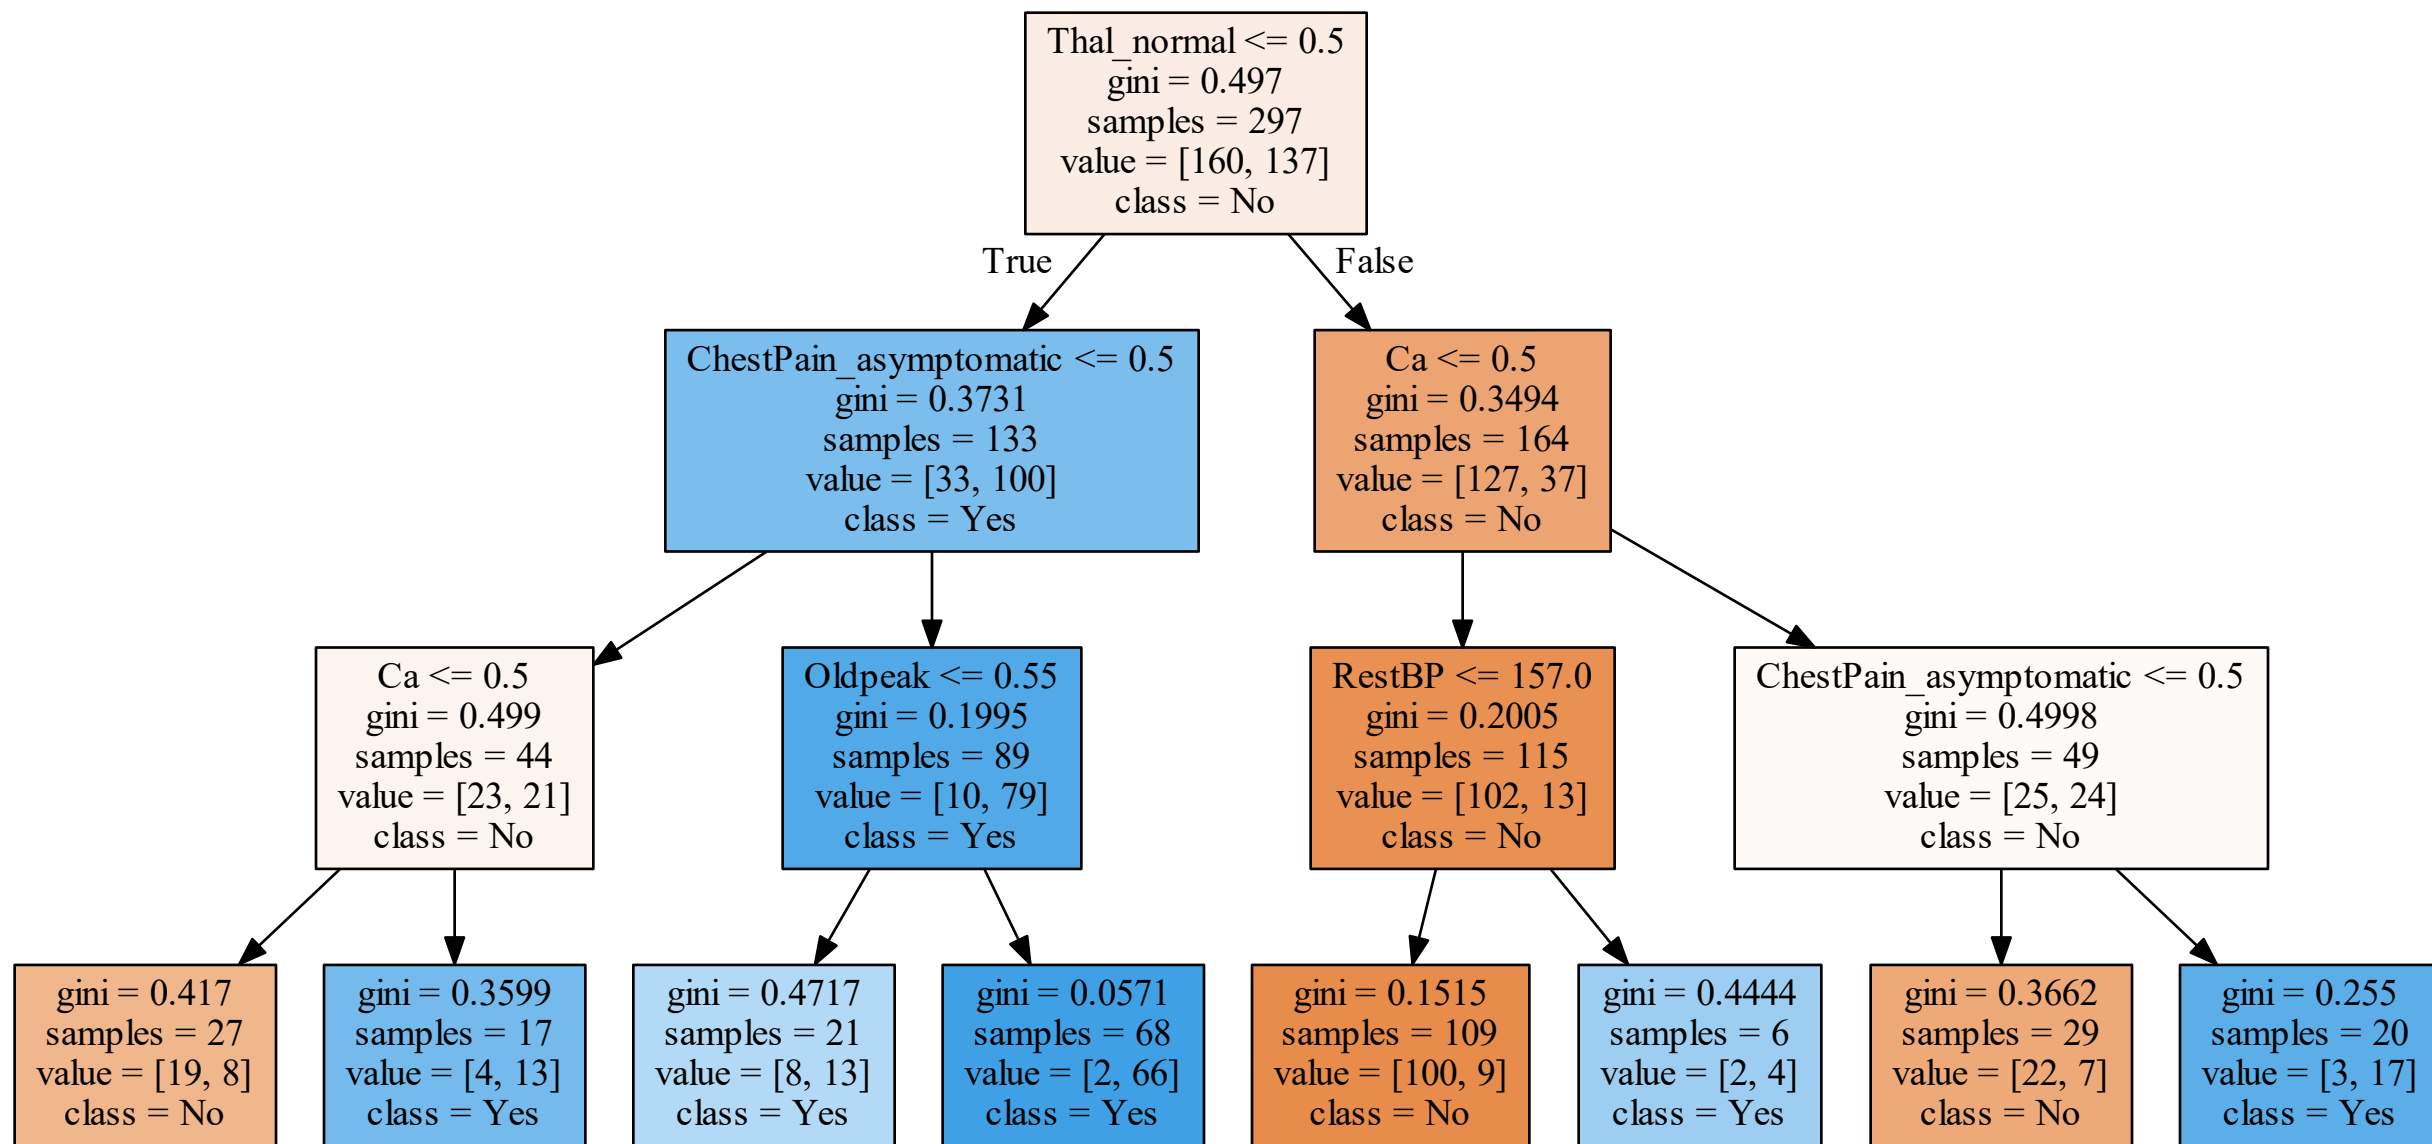 Thal_normal <= 0.5
gini = 0.497
samples = 297
value = [160, 137]
class = No
True
False
ChestPain_asymptomatic <= 0.5
gini = 0.3731
samples = 133
value = [33, 100]
class = Yes
Ca <= 0.5
gini = 0.3494
samples = 164
value = [127, 37]
class = No
Ca <= 0.5
gini = 0.499
samples = 44
value = [23, 21]
class = No
Oldpeak <= 0.55
gini = 0.1995
samples = 89
value = [10, 79]
class = Yes
RestBP <= 157.0
gini = 0.2005
samples = 115
value = [102, 13]
class = No
ChestPain_asymptomatic <= 0.5
gini = 0.4998
samples = 49
value = [25, 24]
class = No
gini = 0.417
samples = 27
value = [19, 8]
class = No
gini = 0.3599
samples = 17
value = [4, 13]
class = Yes
gini = 0.4717
samples = 21
value = [8, 13]
class = Yes
gini = 0.0571
samples = 68
value = [2, 66]
class = Yes
gini = 0.1515
samples = 109
value = [100, 9]
class = No
gini = 0.4444
samples = 6
value = [2, 4]
class = Yes
gini = 0.3662
samples = 29
value = [22, 7]
class = No
gini = 0.255
samples = 20
value = [3, 17]
class = Yes